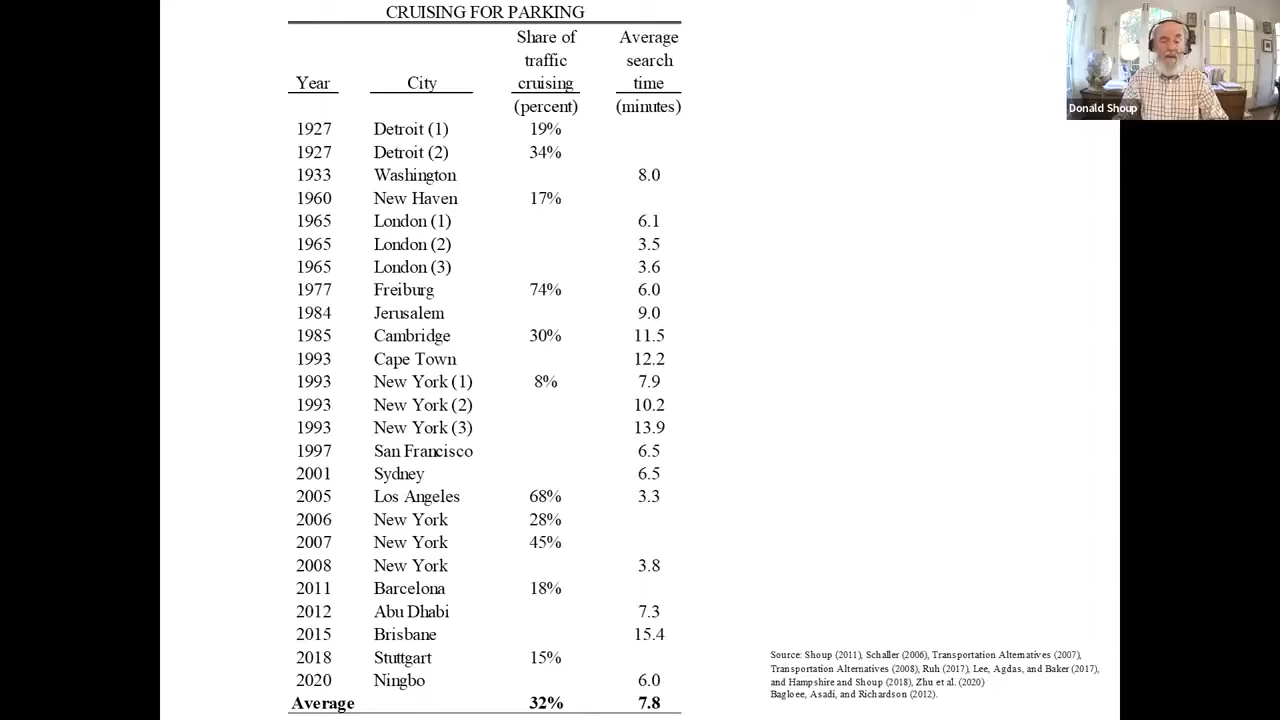 CRUISING FOR PARKING
Share of Average
traffic search
Year City cruising time
(percent) (minutes)
1927 Detroit (1) 19%
1927 Detroit (2) 34%
1933 Washington 8.0
1960 New Haven 17%
1965 London (1) 6.1
1965 London (2) 3.5
1965 London (3) 3.6
1977 Freiburg 74% 6.0
1984 Jerusalem 9.0
1985 Cambridge 30% 11.5
1993 Cape Town 12.2
1993 New York (1) 8% 7.9
1993 New York (2) 10.2
1993 New York (3) 13.9
1997 San Francisco 6.5
2001 Sydney 6.5
2005 Los Angeles 68% 3.3
2006 New York 28%
2007 New York 45%
2008 New York 3.8
2011 Barcelona 18%
2012 Abu Dhabi 7.3
2015 Brisbane 15.4
2018 Stuttgart 15%
2020 Ningbo 6.0
Average 32% 7.8
Source: Shoup (2011), Schaller (2006), Transportation Alternatives (2007),
Transportation Alternatives (2008), Ruh (2017), Lee, Agdas, and Baker (2017),
and Hampshire and Shoup (2018), Zhu et al. (2020)
Bagloee, Asadi, and Richardson (2012).
Donald Shoup